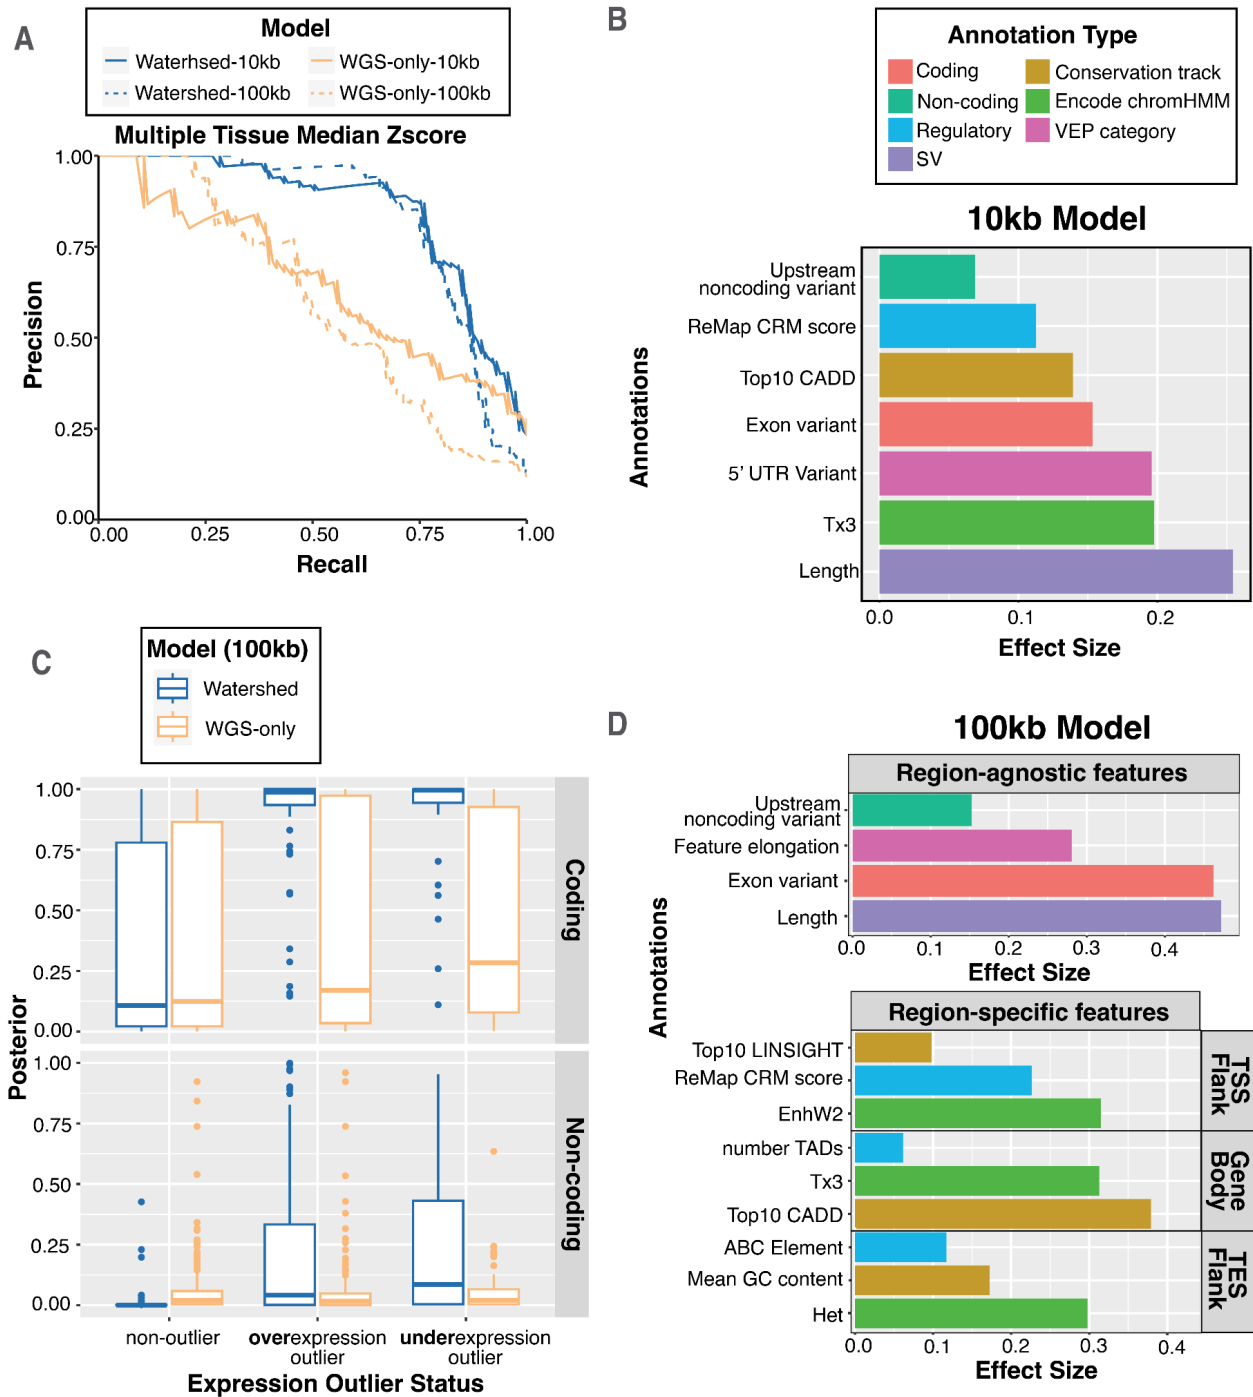 A
Model
Waterhsed-10kb
WGS-only-10kb
Watershed-100kb
WGS-only-100kb
Multiple Tissue Median Zscore
1.00
0.75
0.50
0.25
0.00
Precision
0.00 0.25 0.50 0.75 1.00
Recall
B
Annotation Type
Coding
Conservation track
Non-coding
Encode chromHMM
Regulatory
VEP category
SV
10kb Model
Annotations
Upstream
noncoding variant
ReMap CRM score
Top10 CADD
Exon variant
5’ UTR Variant
Tx3
Length
0.0 0.1 0.2
Effect Size
C
Model (100kb)
Watershed
WGS-only
Posterior
1.00
0.75
0.50
0.25
0.00
Coding
1.00
0.75
0.50
0.25
0.00
Non-coding
non-outlier
overexpression
outlier
underexpression
outlier
Expression Outlier Status
D
100kb Model
Annotations
Region-agnostic features
Upstream
noncoding variant
Feature elongation
Exon variant
Length
0.0 0.1 0.2 0.3 0.4
Effect Size
Region-specific features
Top10 LINSIGHT
ReMap CRM score
EnhW2
TSS
Flank
number TADs
Tx3
Top10 CADD
Gene
Body
ABC Element
Mean GC content
Het
TES
Flank
0.0 0.1 0.2 0.3 0.4
Effect Size